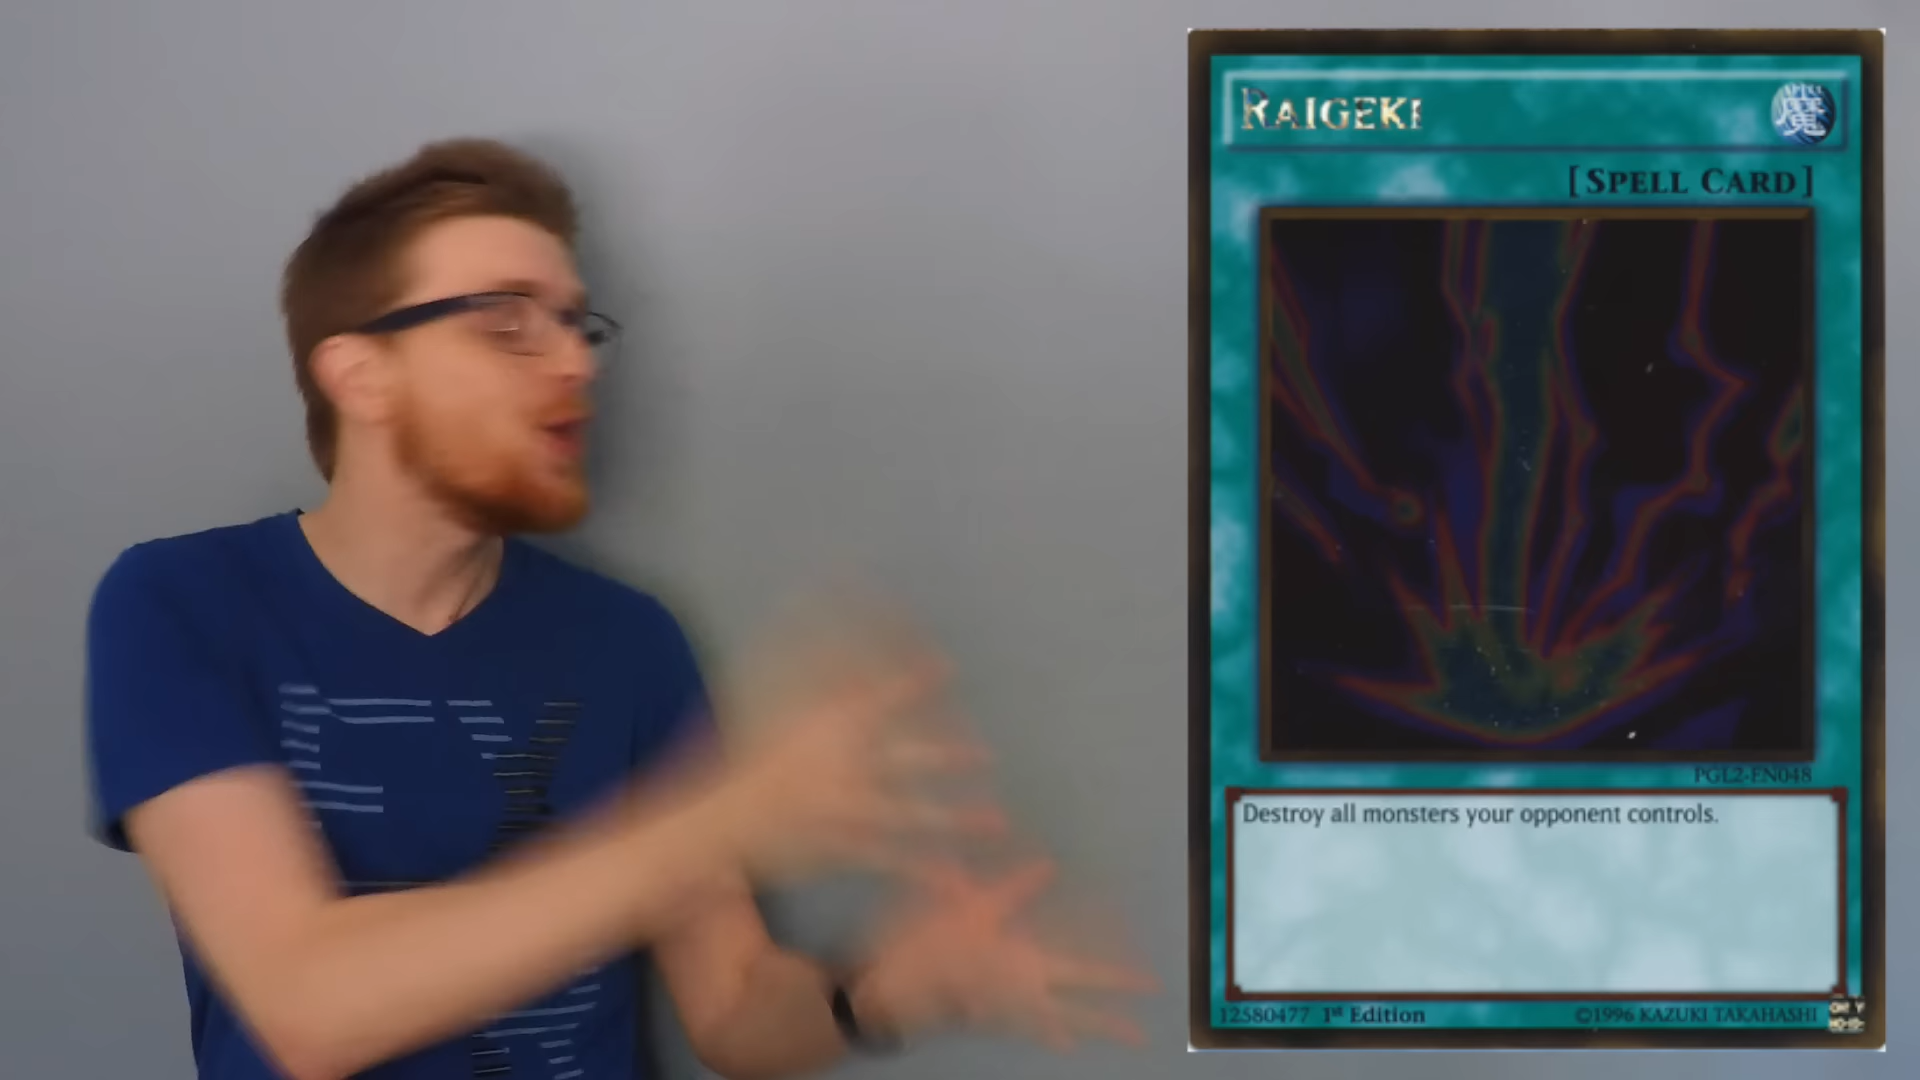 RAIGEKI
魔
[SPELL CARD]
PGL2-EN048
Destroy all monsters your opponent controls.
12580477 1st Edition
©1996 KAZUKI TAKAHASHI